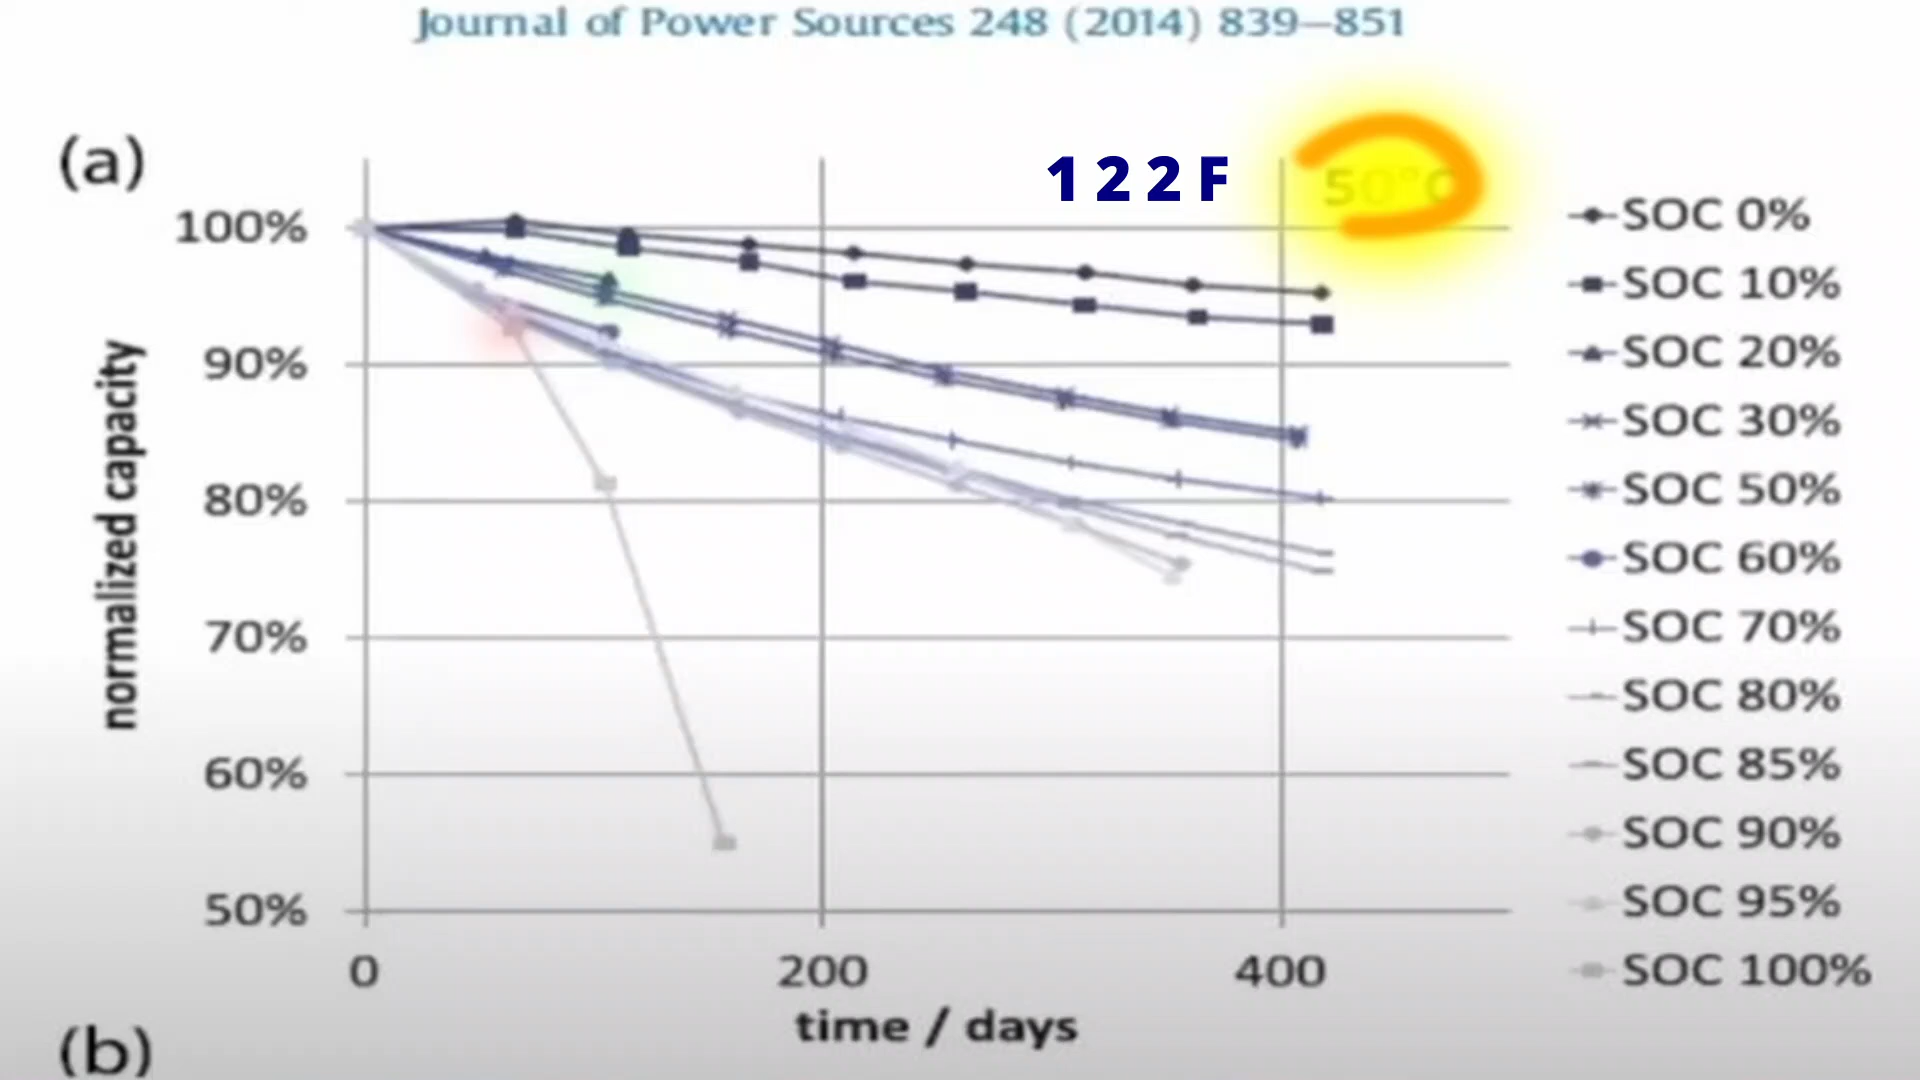 Journal of Power Sources 248 (2014) 839–851
(a)
122F
50°C
100%
90%
80%
70%
60%
50%
normalized capacity
0
200
400
time / days
SOC 0%
SOC 10%
SOC 20%
SOC 30%
SOC 50%
SOC 60%
SOC 70%
SOC 80%
SOC 85%
SOC 90%
SOC 95%
SOC 100%
(b)